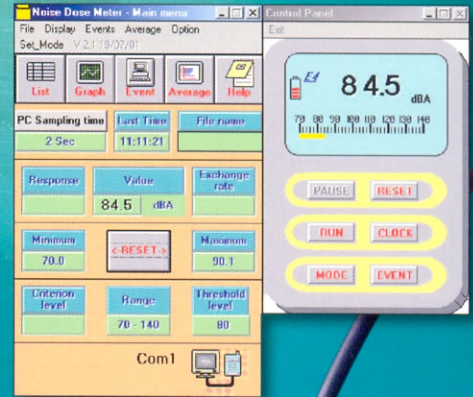 Noise Dose Meter - Main menu
File Display Events Average Option
Set_Mode V 2.1 18/07/01
List Graph Event Average Help
PC Sampling time Last Time File name
2 Sec 11:11:21
Response Value Exchange rate
84.5 dBA
Minimum <-RESET-> Maximum
70.0 90.1
Criterion level Range Threshold level
70 - 140 80
Com1
Control Panel
Exit
E4 84.5 dBA
70 80 90 100 110 120 130 140
PAUSE RESET
RUN CLOCK
MODE EVENT